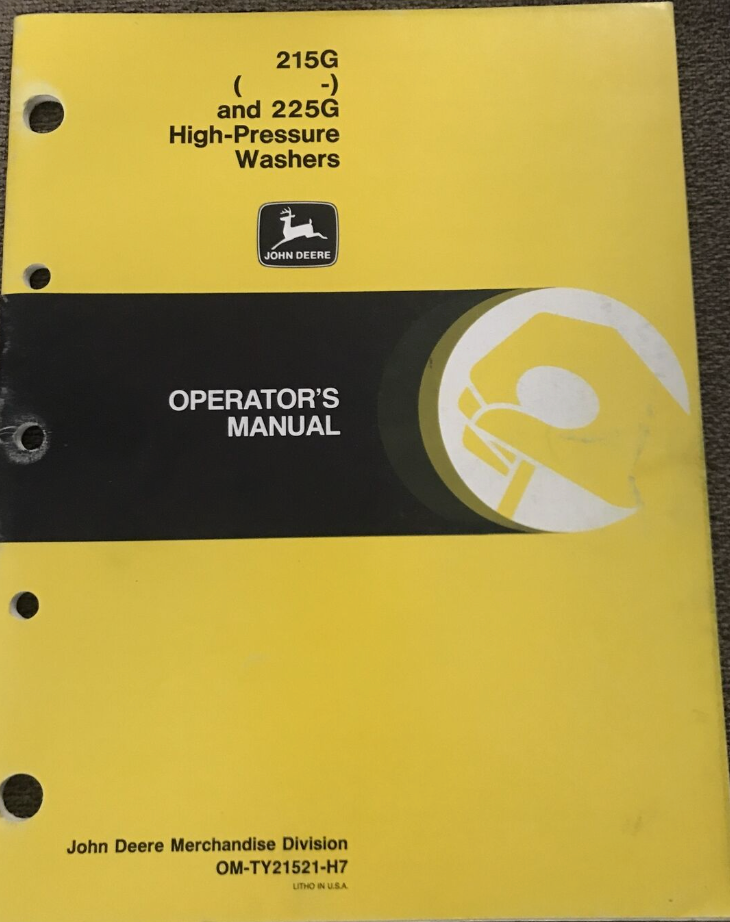 215G
( -)
and 225G
High-Pressure
Washers
JOHN DEERE
OPERATOR'S
MANUAL
John Deere Merchandise Division
OM-TY21521-H7
LITHO IN U.S.A.